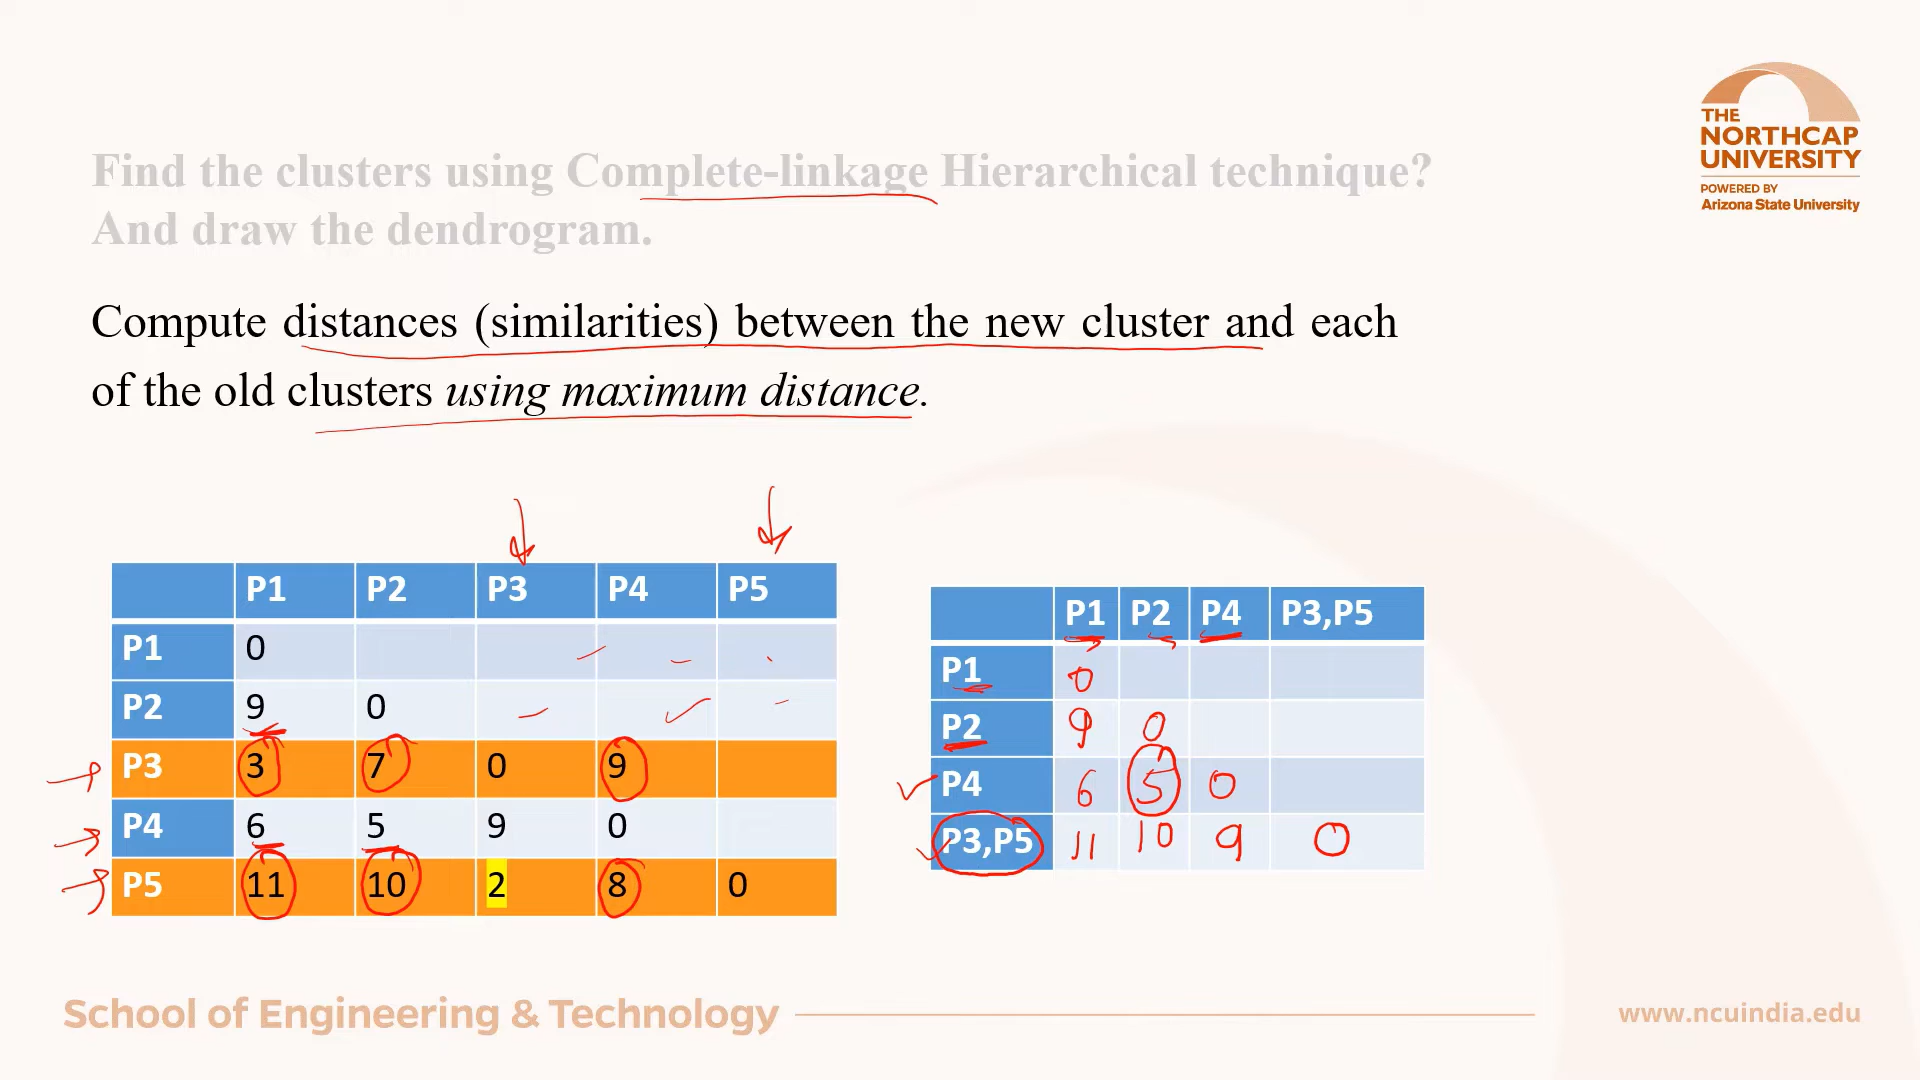 THE
NORTHCAP
UNIVERSITY
POWERED BY
Arizona State University
Find the clusters using Complete-linkage Hierarchical technique?
And draw the dendrogram.
Compute distances (similarities) between the new cluster and each
of the old clusters using maximum distance.
P1 P2 P3 P4 P5
P1 0
P2 9 0
P3 3 7 0 9
P4 6 5 9 0
P5 11 10 2 8 0
P1 P2 P4 P3,P5
P1 0
P2 9 0
P4 6 5 0
P3,P5 11 10 9 0
School of Engineering & Technology
www.ncuindia.edu